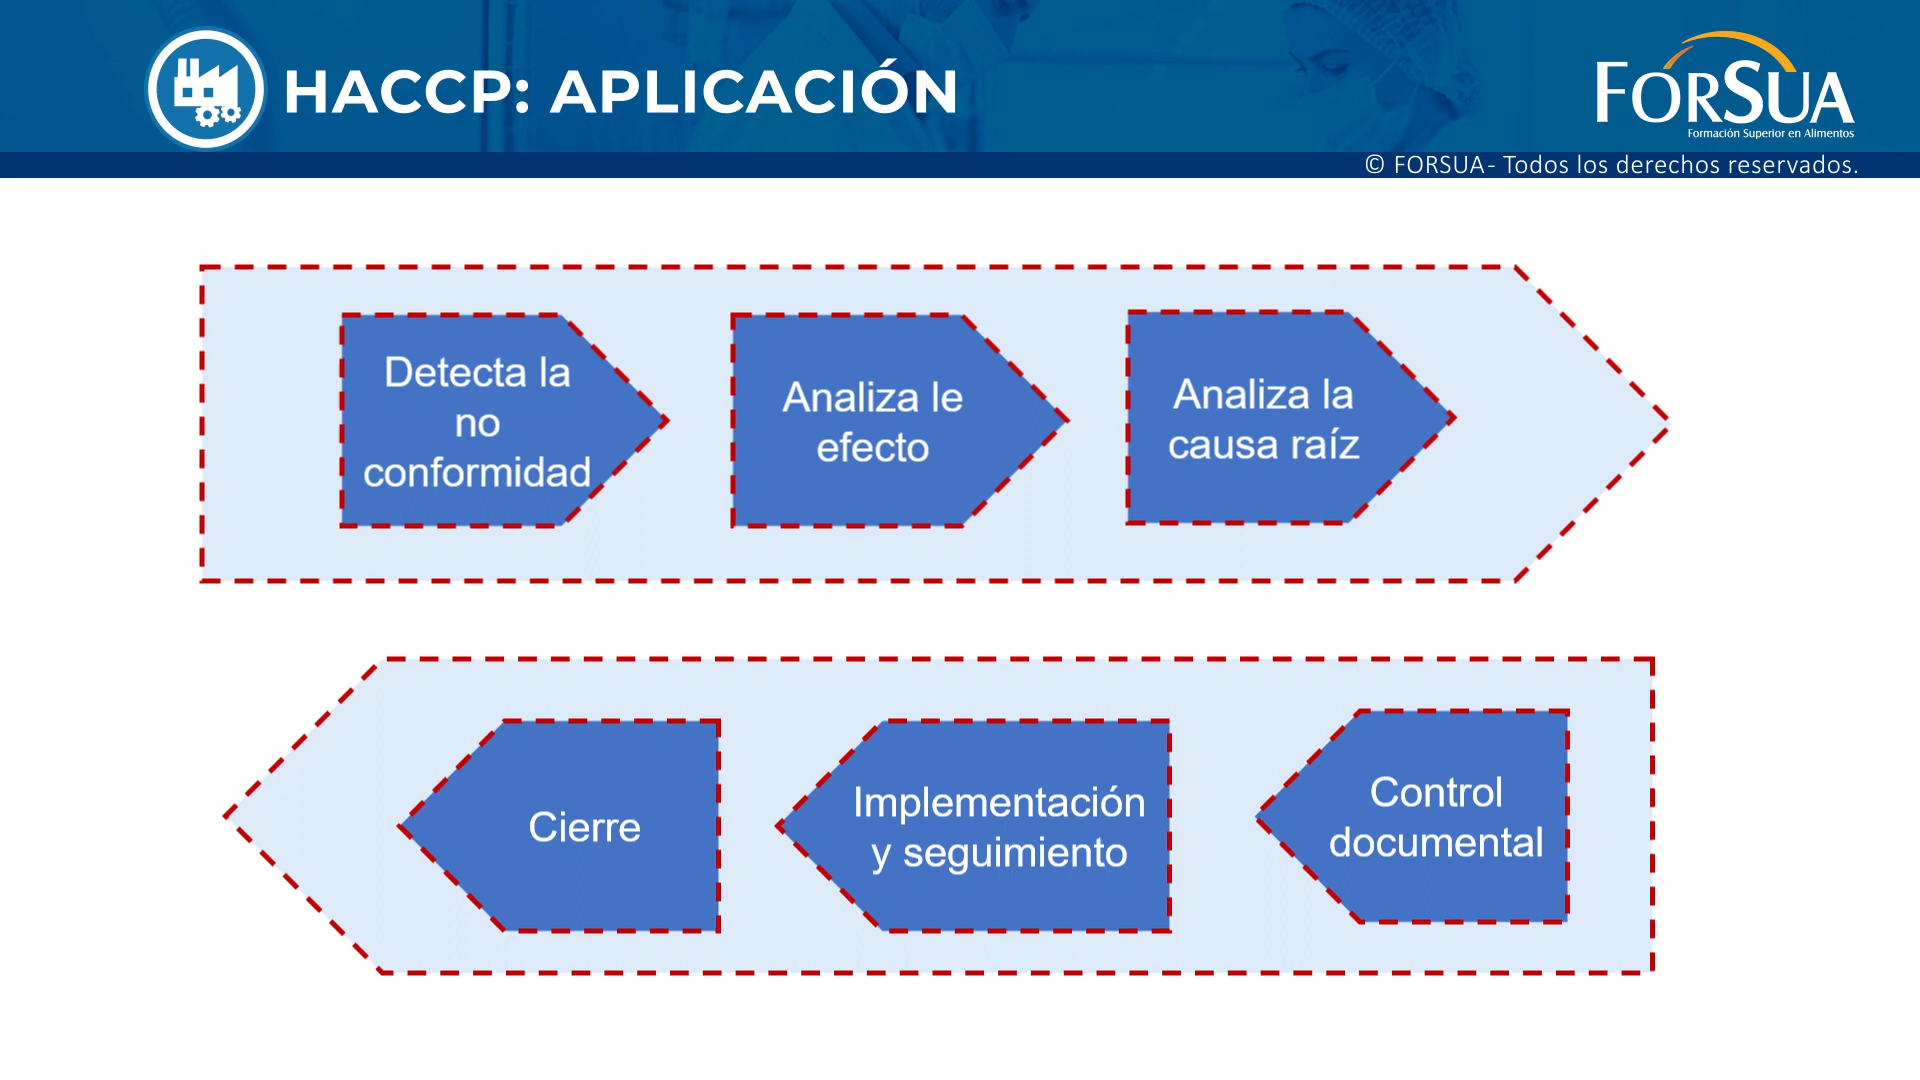 HACCP: APLICACIÓN
FORSUA
Formación Superior en Alimentos
© FORSUA - Todos los derechos reservados.
Detecta la
no
conformidad
Analiza le
efecto
Analiza la
causa raíz
Control
documental
Implementación
y seguimiento
Cierre